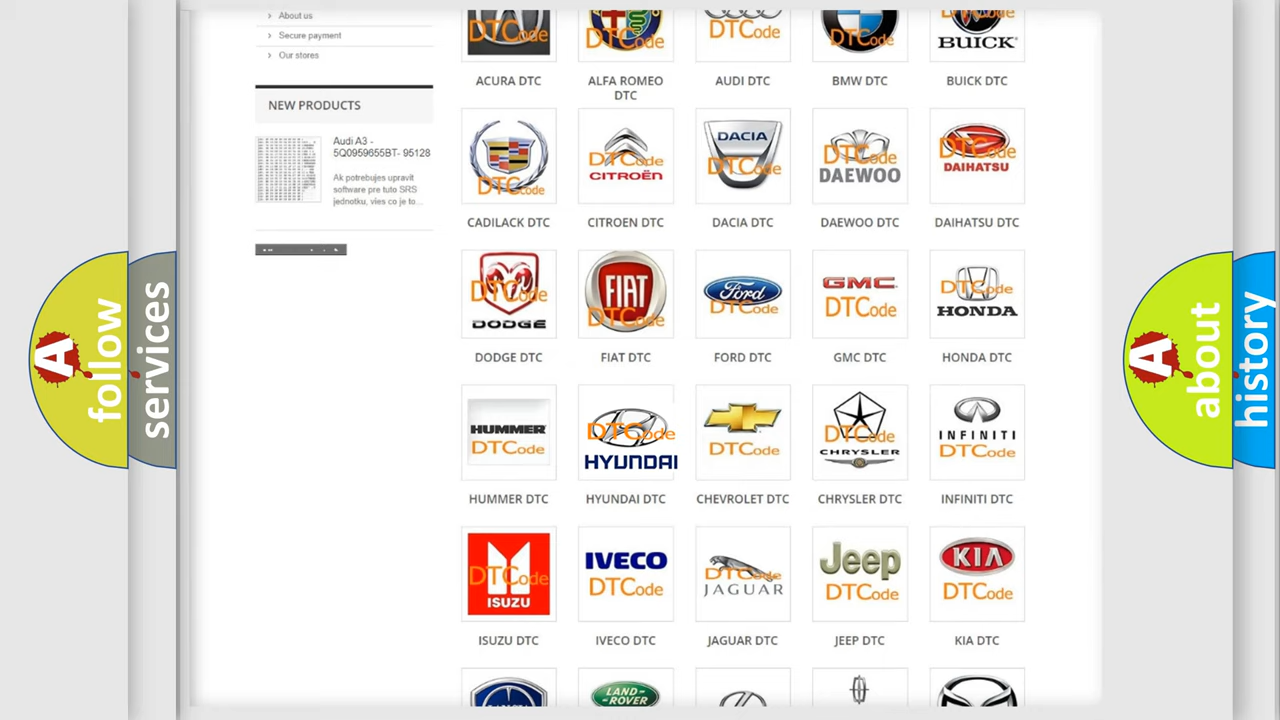 About us
Secure payment
Our stores
NEW PRODUCTS
Audi A3 -
5Q0959655BT- 95128
Ak potrebujes upravit
software pre tuto SRS
jednotku, vies co je to...
DTCode
DTCode
DTCode
DTCode
BUICK
ACURA DTC
ALFA ROMEO
DTC
AUDI DTC
BMW DTC
BUICK DTC
DTCode
DTCode
CITROËN
DACIA
DTCode
DTCode
DAEWOO
DTCode
DAIHATSU
CADILACK DTC
CITROEN DTC
DACIA DTC
DAEWOO DTC
DAIHATSU DTC
DTCode
DODGE
FIAT
DTCode
Ford
DTCode
GMC
DTCode
DTCode
HONDA
DODGE DTC
FIAT DTC
FORD DTC
GMC DTC
HONDA DTC
HUMMER
DTCode
DTCode
HYUNDAI
DTCode
DTCode
CHRYSLER
INFINITI
DTCode
HUMMER DTC
HYUNDAI DTC
CHEVROLET DTC
CHRYSLER DTC
INFINITI DTC
DTCode
ISUZU
IVECO
DTCode
DTCode
JAGUAR
Jeep
DTCode
KIA
DTCode
ISUZU DTC
IVECO DTC
JAGUAR DTC
JEEP DTC
KIA DTC
LAND-
ROVER
A
follow
services
A
about
history